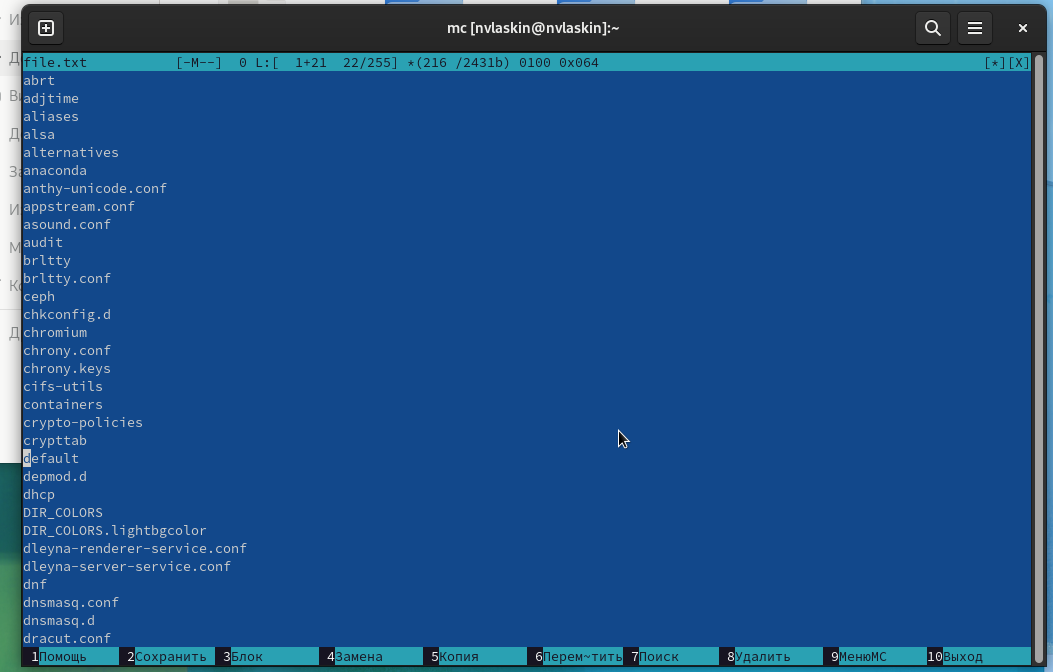 mc [nvlaskin@nvlaskin]:~
file.txt [-M--] 0 L:[ 1+21 22/255] *(216 /2431b) 0100 0x064 [*][X]
abrt
adjtime
aliases
alsa
alternatives
anaconda
anthy-unicode.conf
appstream.conf
asound.conf
audit
brltty
brltty.conf
ceph
chkconfig.d
chromium
chrony.conf
chrony.keys
cifs-utils
containers
crypto-policies
crypttab
default
depmod.d
dhcp
DIR_COLORS
DIR_COLORS.lightbgcolor
dleyna-renderer-service.conf
dleyna-server-service.conf
dnf
dnsmasq.conf
dnsmasq.d
dracut.conf
1Помощь 2Сохранить 3Блок 4Замена 5Копия 6Перем~тить 7Поиск 8Удалить 9МенюMC 10Выход